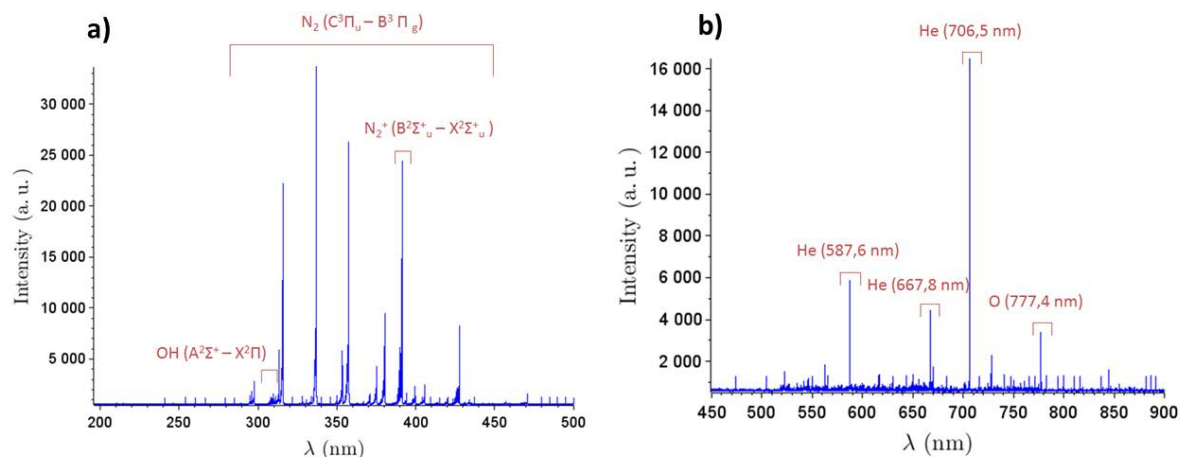 a)
N₂ (C³Πᵤ – B³ Π g)
N₂⁺ (B²Σ⁺ᵤ – X²Σ⁺ᵤ )
OH (A²Σ⁺ – X²Π)
Intensity (a. u.)
30 000
25 000
20 000
15 000
10 000
5 000
200 250 300 350 400 450 500
λ (nm)
b)
He (706,5 nm)
He (587,6 nm)
He (667,8 nm)
O (777,4 nm)
Intensity (a. u.)
16 000
14 000
12 000
10 000
8 000
6 000
4 000
2 000
450 500 550 600 650 700 750 800 850 900
λ (nm)